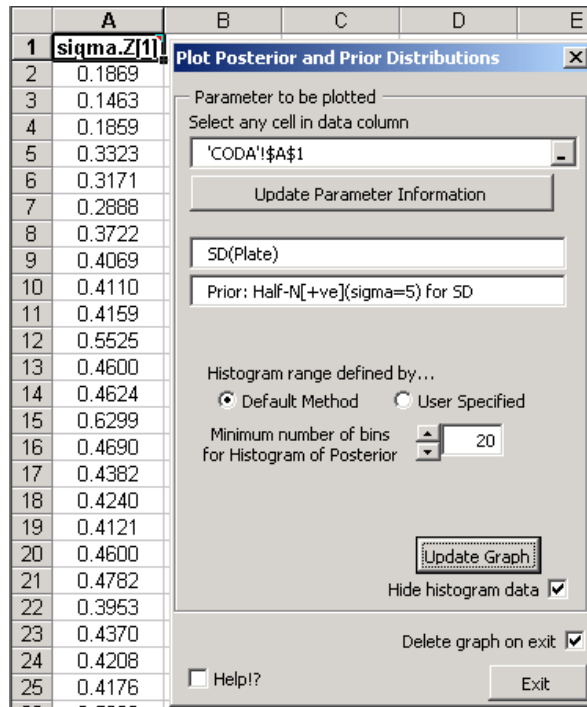 A B C D E
1 sigma.Z[1]
2 0.1869
3 0.1463
4 0.1859
5 0.3323
6 0.3171
7 0.2888
8 0.3722
9 0.4069
10 0.4110
11 0.4159
12 0.5525
13 0.4600
14 0.4624
15 0.6299
16 0.4690
17 0.4382
18 0.4240
19 0.4121
20 0.4600
21 0.4782
22 0.3953
23 0.4370
24 0.4208
25 0.4176
Plot Posterior and Prior Distributions
Parameter to be plotted
Select any cell in data column
'CODA'!$A$1
Update Parameter Information
SD(Plate)
Prior: Half-N[+ve](sigma=5) for SD
Histogram range defined by...
Default Method User Specified
Minimum number of bins
for Histogram of Posterior
20
Update Graph
Hide histogram data
Delete graph on exit
Help!?
Exit